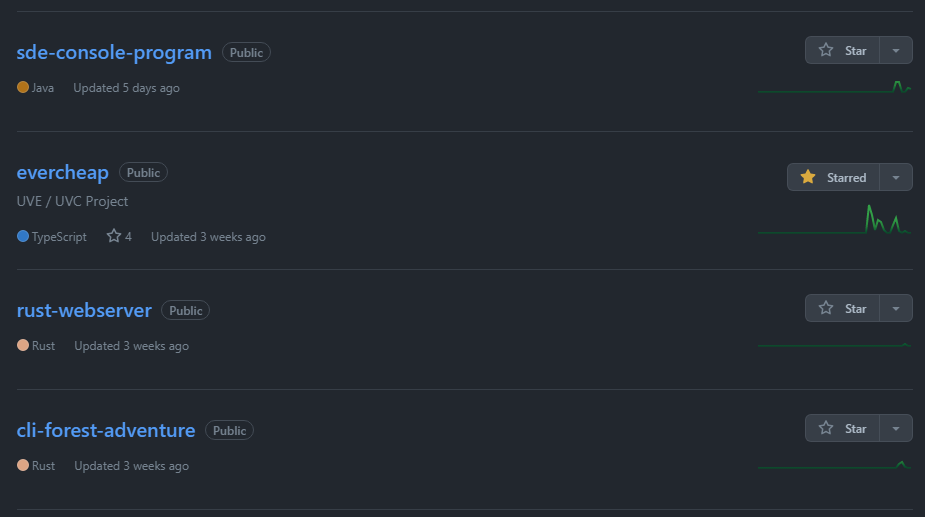 sde-console-program Public Star
Java Updated 5 days ago
evercheap Public Starred
UVE / UVC Project
TypeScript 4 Updated 3 weeks ago
rust-webserver Public Star
Rust Updated 3 weeks ago
cli-forest-adventure Public Star
Rust Updated 3 weeks ago